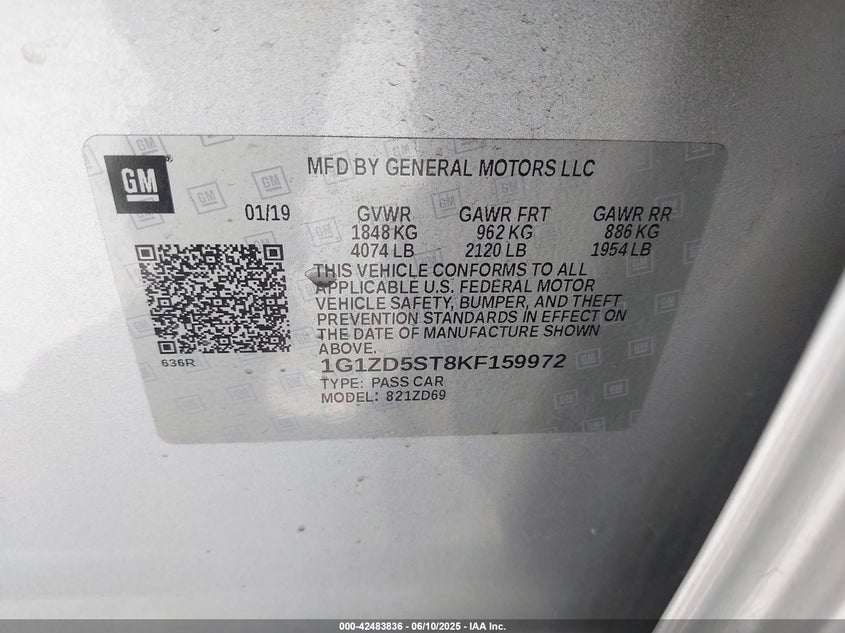 GM
MFD BY GENERAL MOTORS LLC
01/19 GVWR GAWR FRT GAWR RR
1848 KG 962 KG 886 KG
4074 LB 2120 LB 1954 LB
THIS VEHICLE CONFORMS TO ALL
APPLICABLE U.S. FEDERAL MOTOR
VEHICLE SAFETY, BUMPER, AND THEFT
PREVENTION STANDARDS IN EFFECT ON
THE DATE OF MANUFACTURE SHOWN
ABOVE.
636R
1G1ZD5ST8KF159972
TYPE: PASS CAR
MODEL: 821ZD69
000-42483836 - 06/10/2025 - IAA Inc.